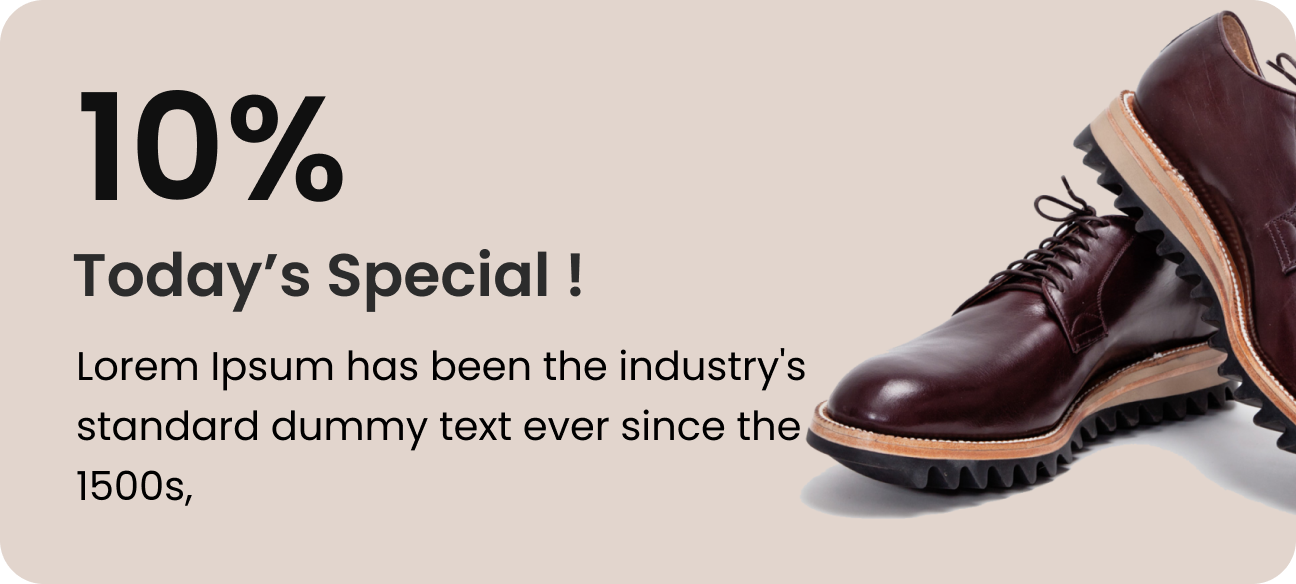 10%
Today’s Special !
Lorem Ipsum has been the industry's
standard dummy text ever since the
1500s,